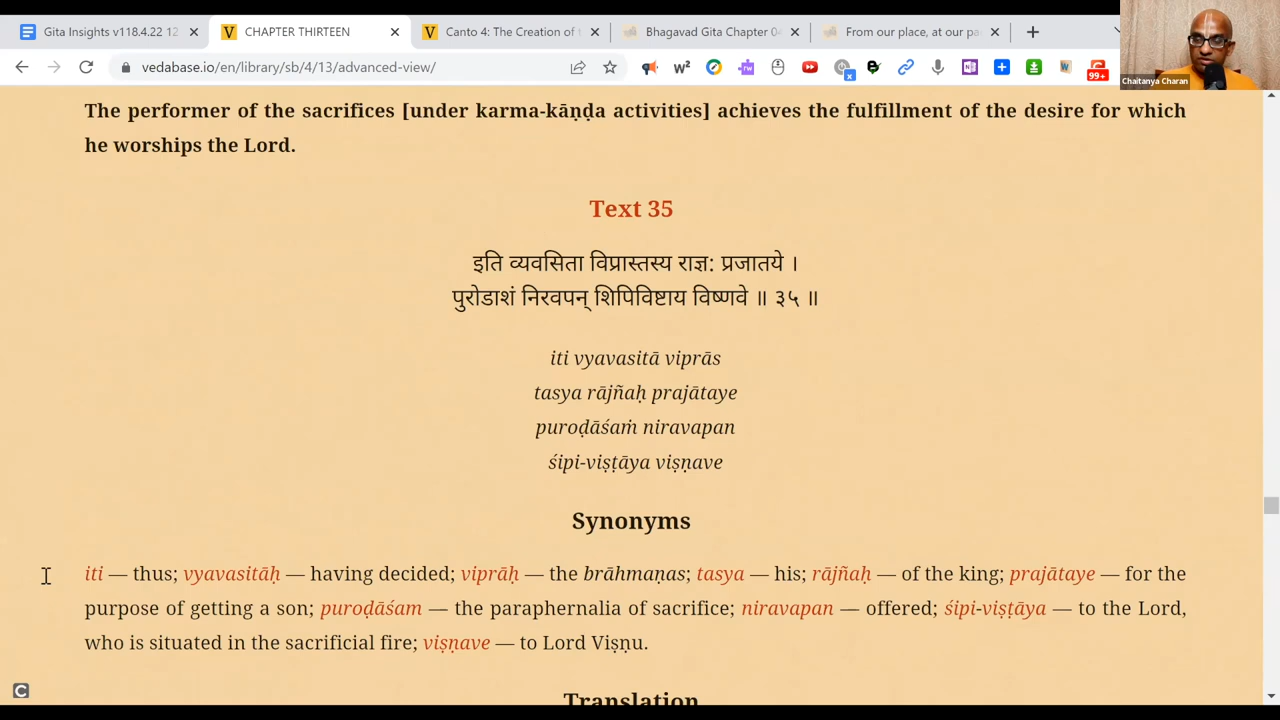 Gita Insights v118.4.22 12
CHAPTER THIRTEEN
Canto 4: The Creation of
Bhagavad Gita Chapter 0
From our place, at our pa
vedabase.io/en/library/sb/4/13/advanced-view/
99+
Chaitanya Charan
The performer of the sacrifices [under karma-kāṇḍa activities] achieves the fulfillment of the desire for which
he worships the Lord.
Text 35
इति व्यवसिता विप्रास्तस्य राज्ञ: प्रजातये ।
पुरोडाशं निरवपन् शिपिविष्टाय विष्णवे ॥ ३५ ॥
iti vyavasitā viprās
tasya rājñaḥ prajātaye
puroḍāśaṁ niravapan
śipi-viṣṭāya viṣṇave
Synonyms
iti — thus; vyavasitāḥ — having decided; viprāḥ — the brāhmaṇas; tasya — his; rājñaḥ — of the king; prajātaye — for the
purpose of getting a son; puroḍāśam — the paraphernalia of sacrifice; niravapan — offered; śipi-viṣṭāya — to the Lord,
who is situated in the sacrificial fire; viṣṇave — to Lord Viṣṇu.
Translation